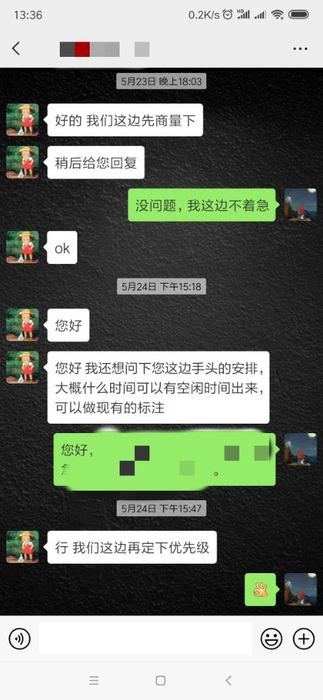 13:36
0.2K/s
5月23日 晚上18:03
好的 我们这边先商量下
稍后给您回复
没问题，我这边不着急
ok
5月24日 下午15:18
您好
您好 我还想问下您这边手头的安排，
大概什么时间可以有空闲时间出来，
可以做现有的标注
您好，
。
5月24日 下午15:47
行 我们这边再定下优先级